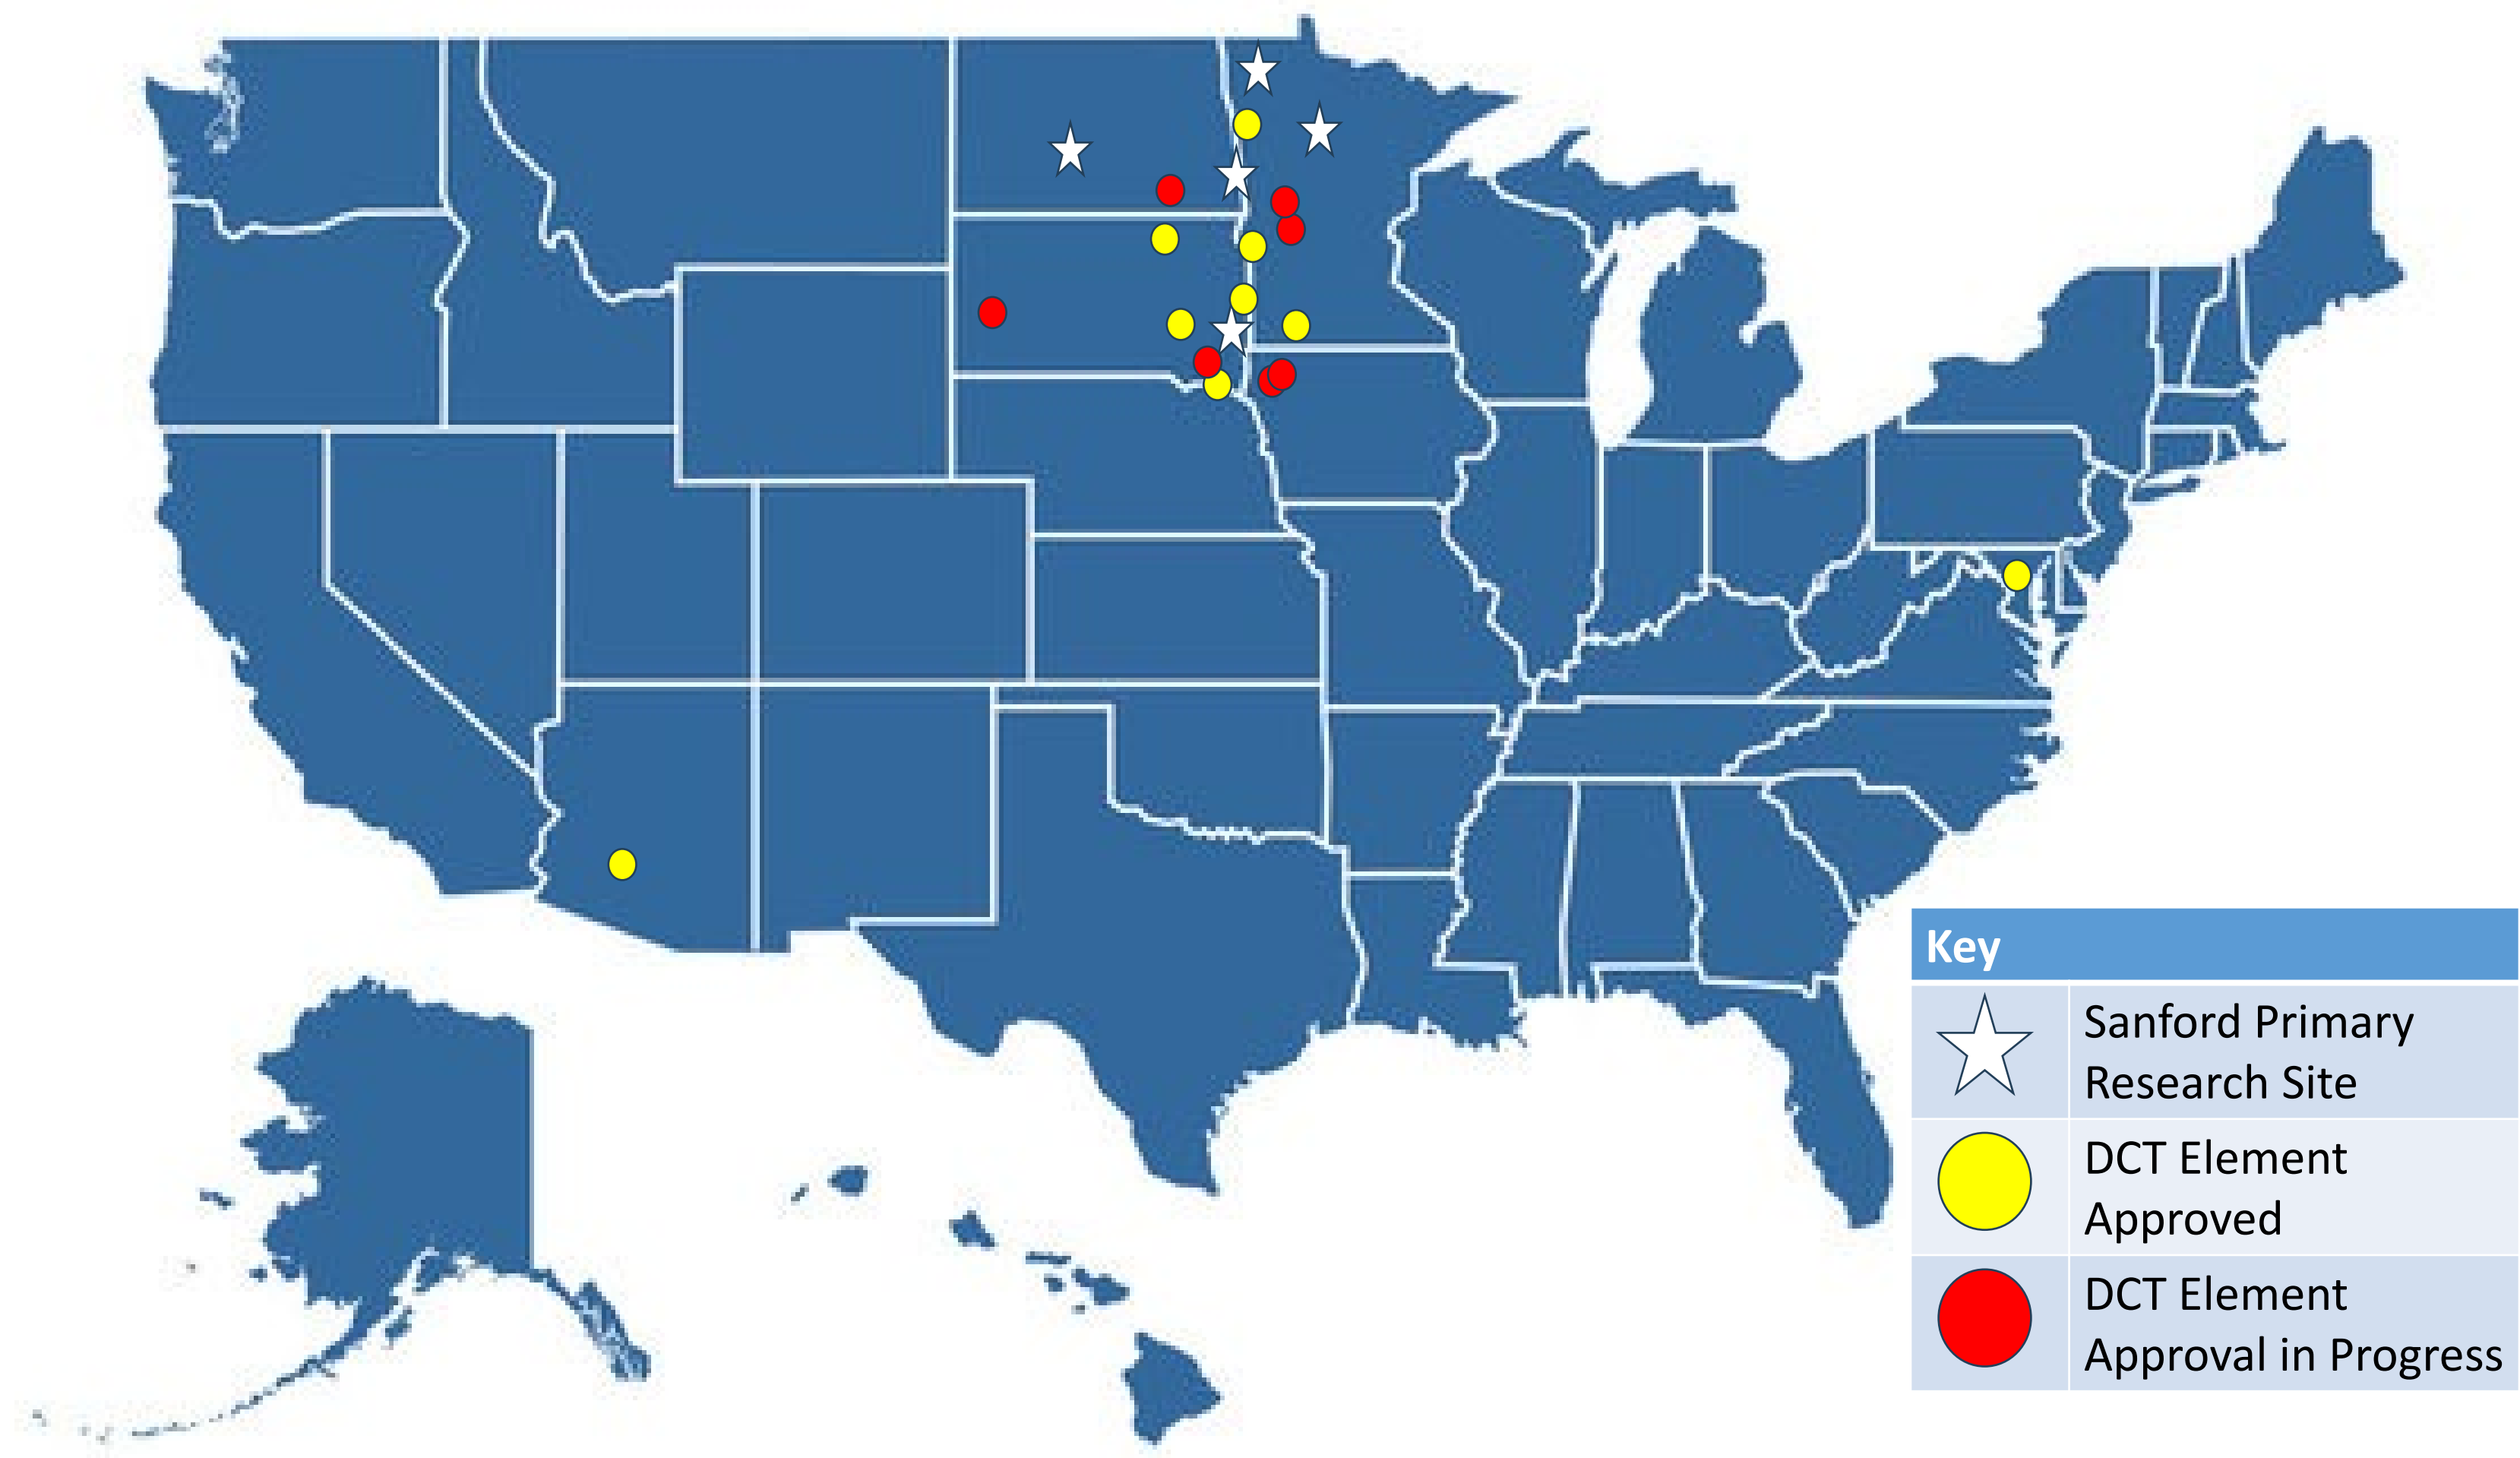 Key
Sanford Primary
Research Site
DCT Element
Approved
DCT Element
Approval in Progress